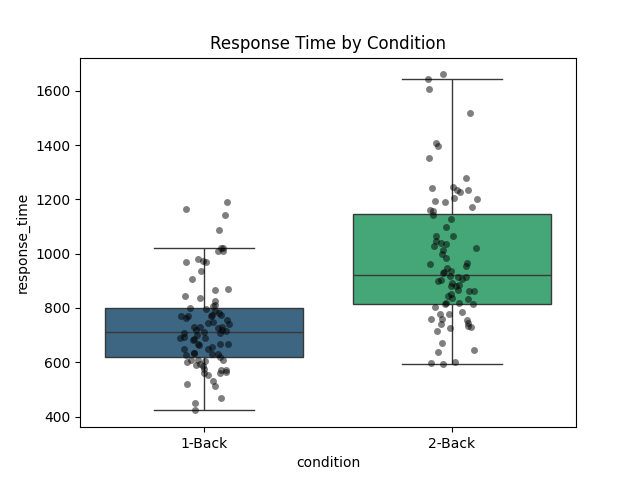 Response Time by Condition
response_time
1600
1400
1200
1000
800
600
400
1-Back
2-Back
condition